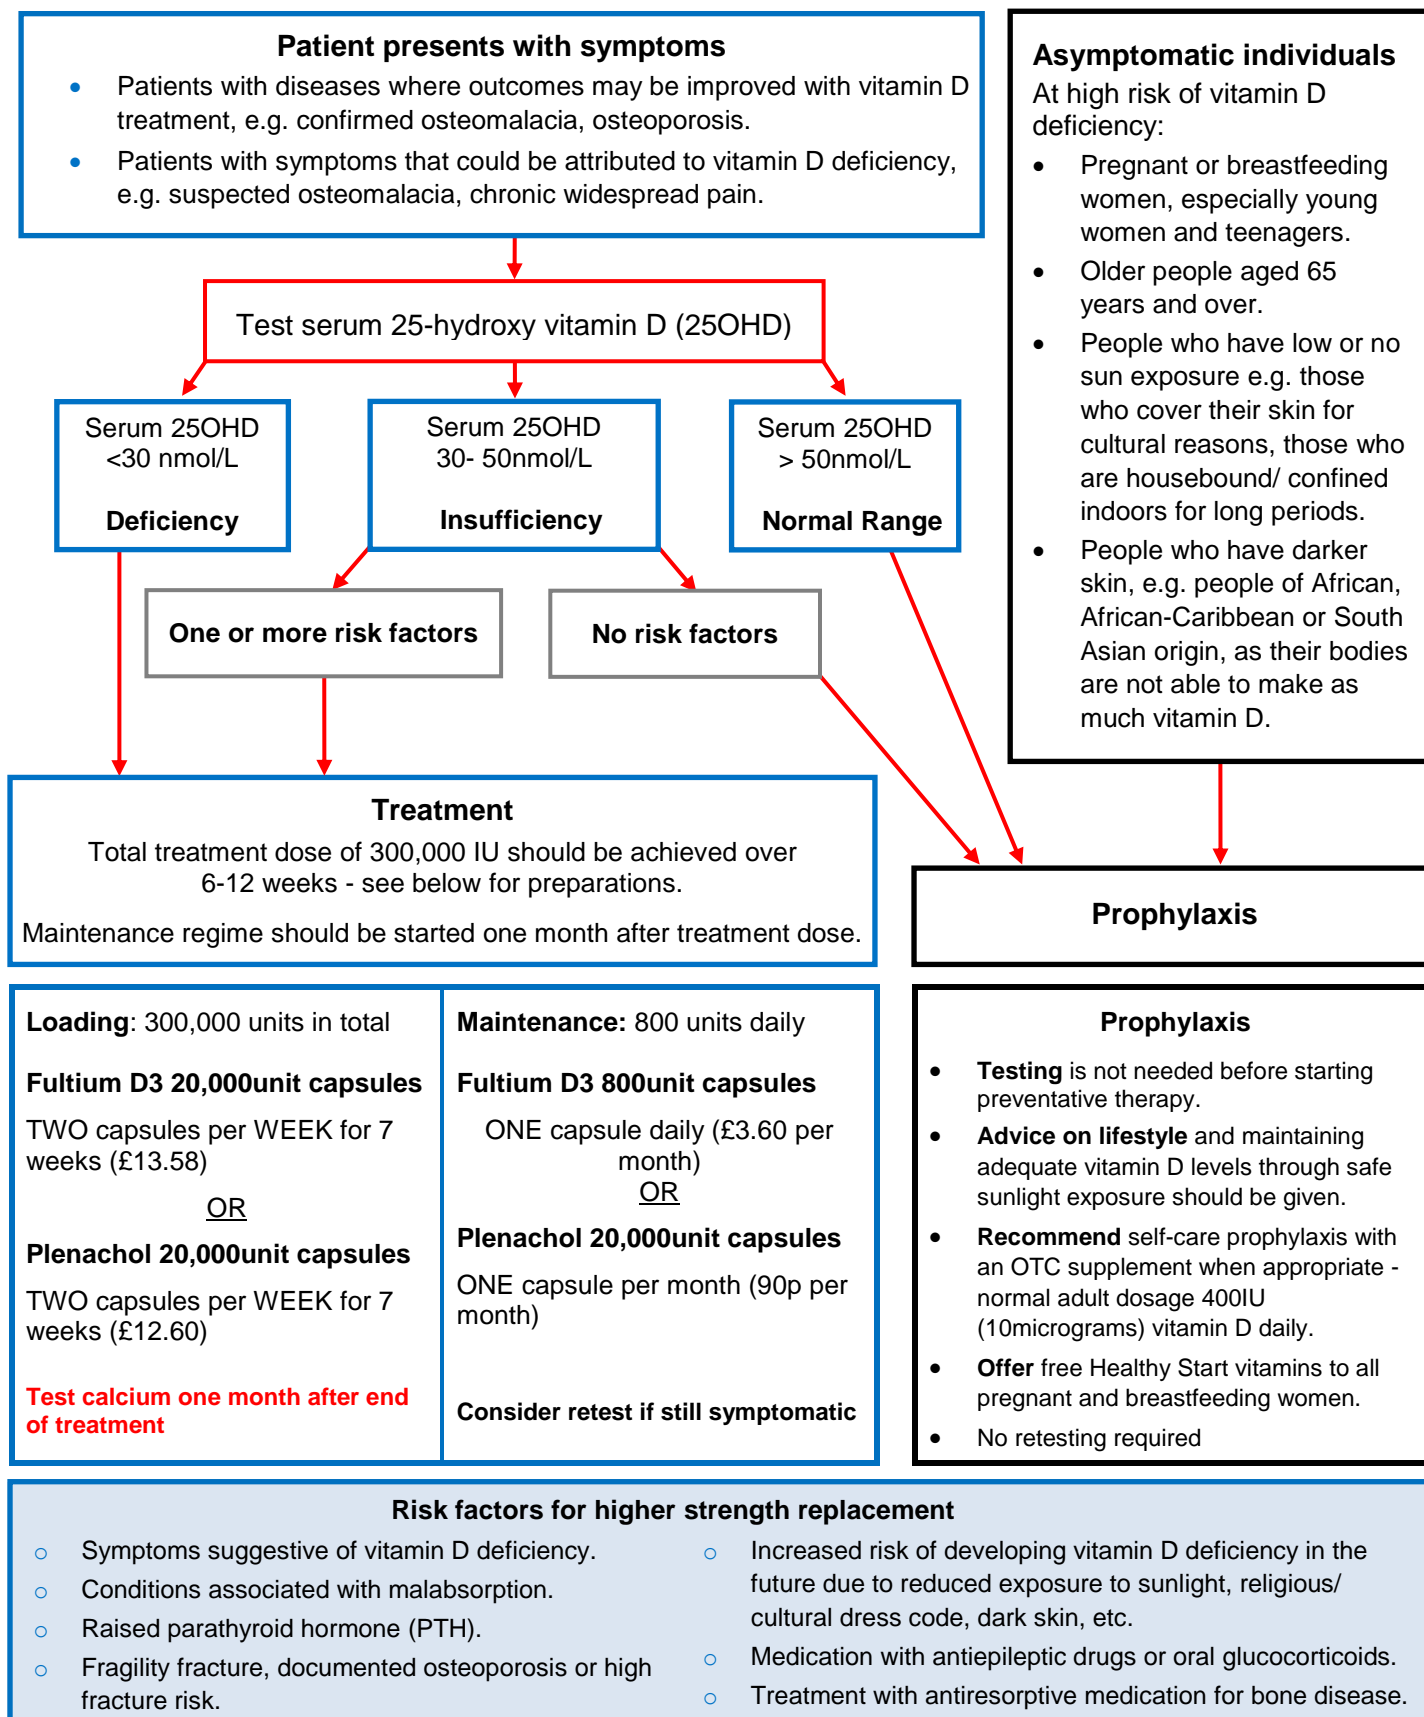 Patient presents with symptoms
• Patients with diseases where outcomes may be improved with vitamin D
treatment, e.g. confirmed osteomalacia, osteoporosis.
• Patients with symptoms that could be attributed to vitamin D deficiency,
e.g. suspected osteomalacia, chronic widespread pain.
Asymptomatic individuals
At high risk of vitamin D
deficiency:
• Pregnant or breastfeeding
women, especially young
women and teenagers.
• Older people aged 65
years and over.
• People who have low or no
sun exposure e.g. those
who cover their skin for
cultural reasons, those who
are housebound/ confined
indoors for long periods.
• People who have darker
skin, e.g. people of African,
African-Caribbean or South
Asian origin, as their bodies
are not able to make as
much vitamin D.
Test serum 25-hydroxy vitamin D (25OHD)
Serum 25OHD
<30 nmol/L
Deficiency
Serum 25OHD
30- 50nmol/L
Insufficiency
Serum 25OHD
> 50nmol/L
Normal Range
One or more risk factors
No risk factors
Treatment
Total treatment dose of 300,000 IU should be achieved over
6-12 weeks - see below for preparations.
Maintenance regime should be started one month after treatment dose.
Prophylaxis
Loading: 300,000 units in total
Fultium D3 20,000unit capsules
TWO capsules per WEEK for 7
weeks (£13.58)
OR
Plenachol 20,000unit capsules
TWO capsules per WEEK for 7
weeks (£12.60)
Test calcium one month after end
of treatment
Maintenance: 800 units daily
Fultium D3 800unit capsules
ONE capsule daily (£3.60 per
month)
OR
Plenachol 20,000unit capsules
ONE capsule per month (90p per
month)
Consider retest if still symptomatic
Prophylaxis
• Testing is not needed before starting
preventative therapy.
• Advice on lifestyle and maintaining
adequate vitamin D levels through safe
sunlight exposure should be given.
• Recommend self-care prophylaxis with
an OTC supplement when appropriate -
normal adult dosage 400IU
(10micrograms) vitamin D daily.
• Offer free Healthy Start vitamins to all
pregnant and breastfeeding women.
• No retesting required
Risk factors for higher strength replacement
○ Symptoms suggestive of vitamin D deficiency.
○ Conditions associated with malabsorption.
○ Raised parathyroid hormone (PTH).
○ Fragility fracture, documented osteoporosis or high
fracture risk.
○ Increased risk of developing vitamin D deficiency in the
future due to reduced exposure to sunlight, religious/
cultural dress code, dark skin, etc.
○ Medication with antiepileptic drugs or oral glucocorticoids.
○ Treatment with antiresorptive medication for bone disease.